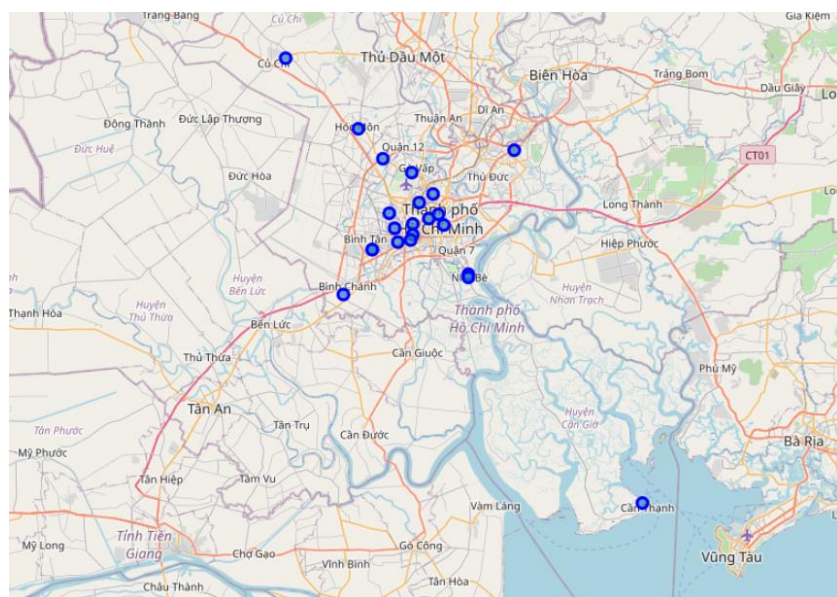 Trảng Bàng
Củ Chi
Gia Kiệm
Củ Chi
Thủ Dầu Một
Biên Hòa
Trảng Bom
Dầu Giây
Đông Thành
Đức Lập Thượng
Thuận An
Dĩ An
Quận 12
CT01
Đức Huệ
Đức Hòa
Thủ Đức
Long Thành
Thành phố
Chí Minh
Hiệp Phước
Bình Tân
Quận 7
Bình Chánh
Nhà Bè
Huyện
Bến Lức
Huyện
Thủ Thừa
Huyện
Nhơn Trạch
Thạnh Hóa
Bến Lức
Thành phố
Hồ Chí Minh
Thủ Thừa
Cần Giuộc
Phú Mỹ
Tân An
Tân Phước
Tân Trụ
Cần Đước
Huyện
Cần Giờ
Mỹ Phước
Bà Rịa
Tân Hiệp
Tầm Vu
Vàm Láng
Cần Thạnh
Mỹ Long
Tỉnh Tiền
Giang
Chợ Gạo
Gò Công
Vũng Tàu
Vĩnh Bình
Châu Thành
Tân Hòa